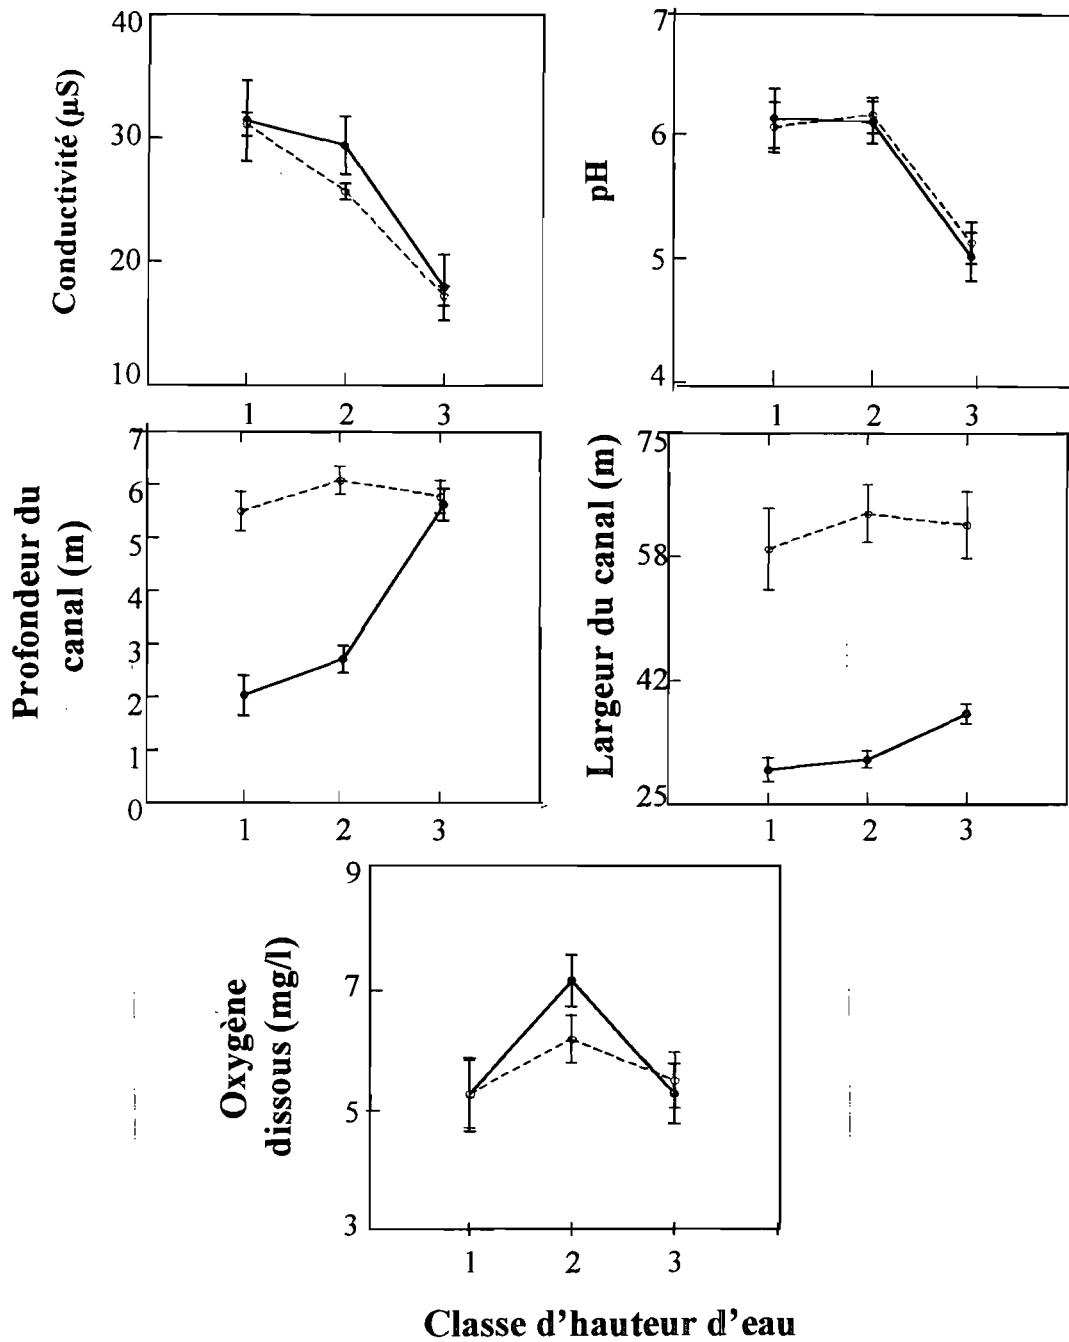 40
30
20
10
Conductivité (µS)
1 2 3
7
6
5
4
pH
1 2 3
7
6
5
4
3
2
1
0
Profondeur du
canal (m)
1 2 3
75
58
42
25
Largeur du canal (m)
1 2 3
9
7
5
3
Oxygène
dissous (mg/l)
1 2 3
Classe d'hauteur d'eau